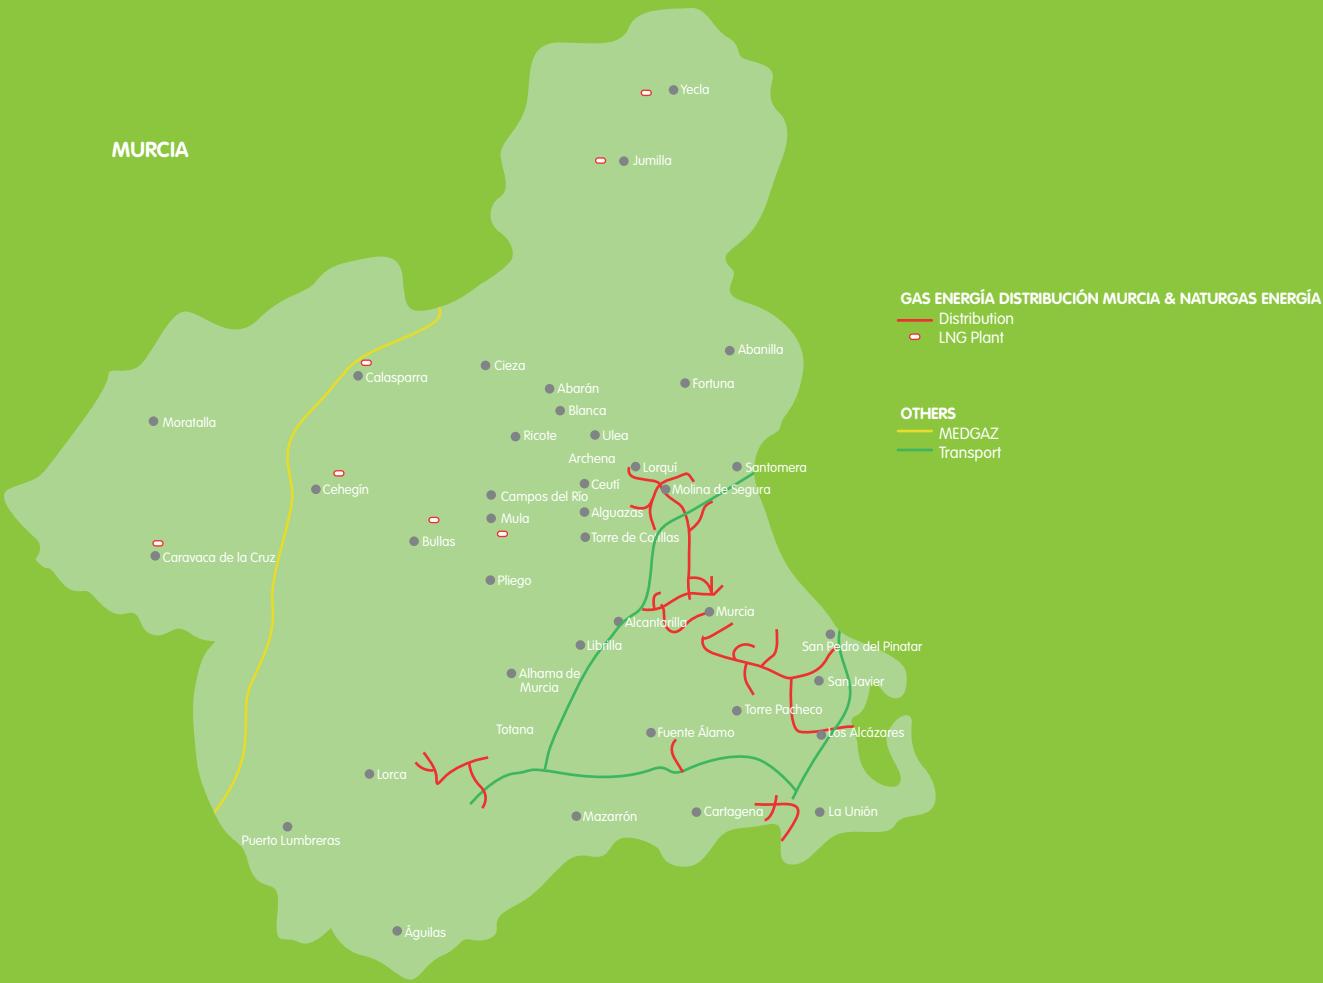 MURCIA
Yecla
Jumilla
GAS ENERGÍA DISTRIBUCIÓN MURCIA & NATURGAS ENERGÍA
Distribution
LNG Plant
OTHERS
MEDGAZ
Transport
Abanilla
Cieza
Calasparra
Fortuna
Abarán
Blanca
Moratalla
Ricote
Ulea
Archena
Lorquí
Santomera
Ceutí
Cehegín
Molina de Segura
Campos del Río
Alguazas
Mula
Torre de Cotillas
Bullas
Caravaca de la Cruz
Pliego
Murcia
Alcantarilla
Librilla
San Pedro del Pinatar
Alhama de
Murcia
San Javier
Torre Pacheco
Totana
Fuente Álamo
Los Alcázares
Lorca
Mazarrón
Cartagena
La Unión
Puerto Lumbreras
Águilas